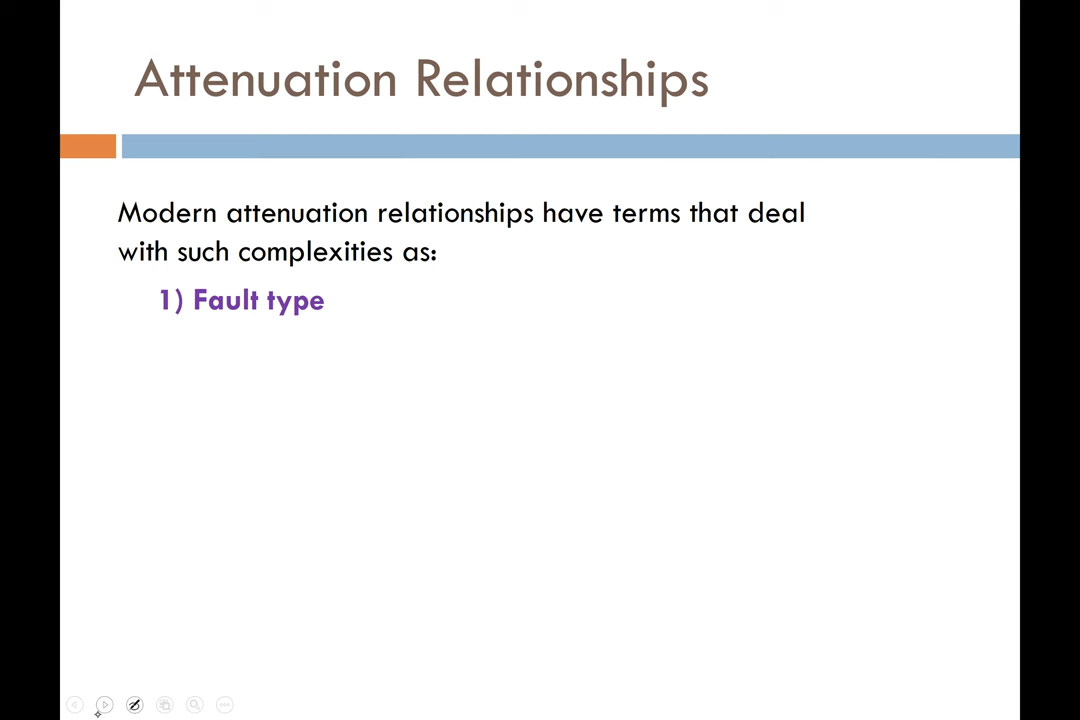 Attenuation Relationships
Modern attenuation relationships have terms that deal
with such complexities as:
1) Fault type